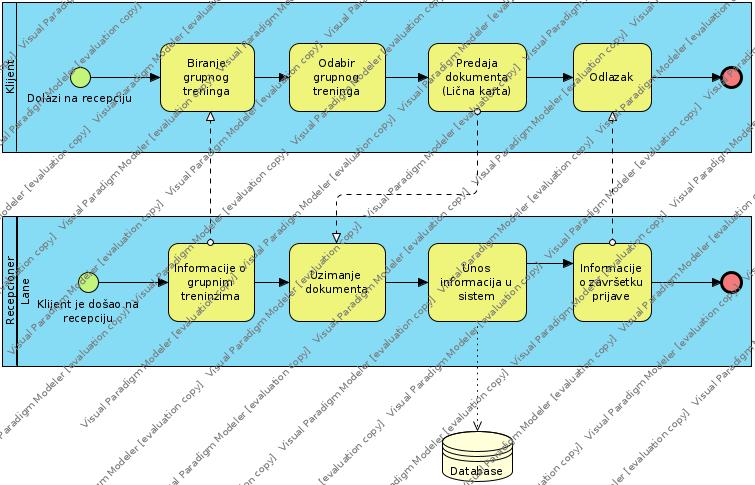 Klijent
Dolazi na recepciju
Biranje
grupnog
treninga
Odabir
grupnog
treninga
Predaja
dokumenta
(Lična karta)
Odlazak
Recepcioner
Lane
Klijent je došao na
recepciju
Informacije o
grupnim
treninzima
Uzimanje
dokumenta
Unos
informacija u
sistem
Informacije
o završetku
prijave
Database
Visual Paradigm Modeler [evaluation copy]